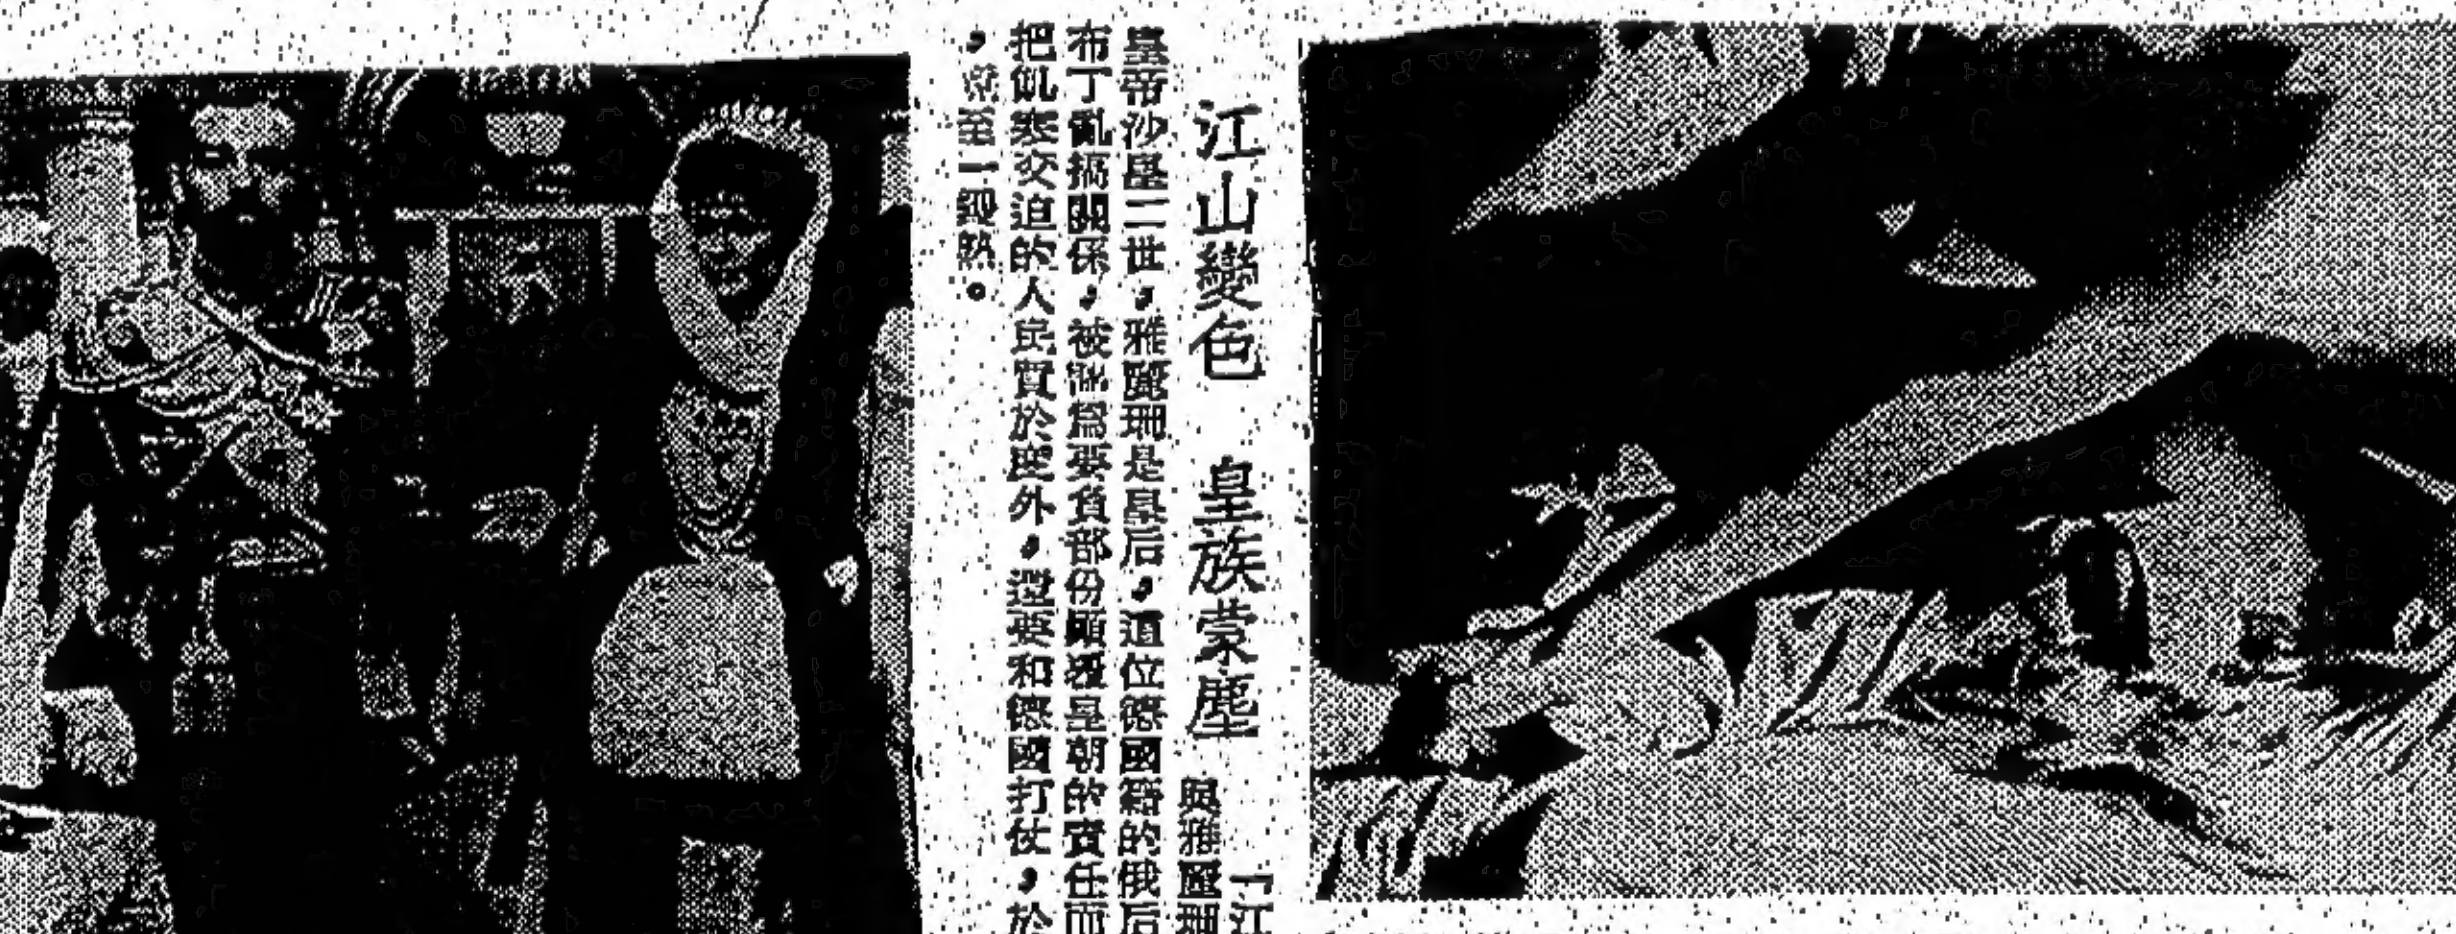 江山變色 皇族蒙塵
「江
與雅麗珊
皇帝沙皇二世，雅麗珊是皇后，這位德國籍的俄后
布丁亂搞關係，被認為要負部份顛覆皇朝的責任而
把飢寒交迫的人民置於度外，還要和德國打仗，於
，至一發